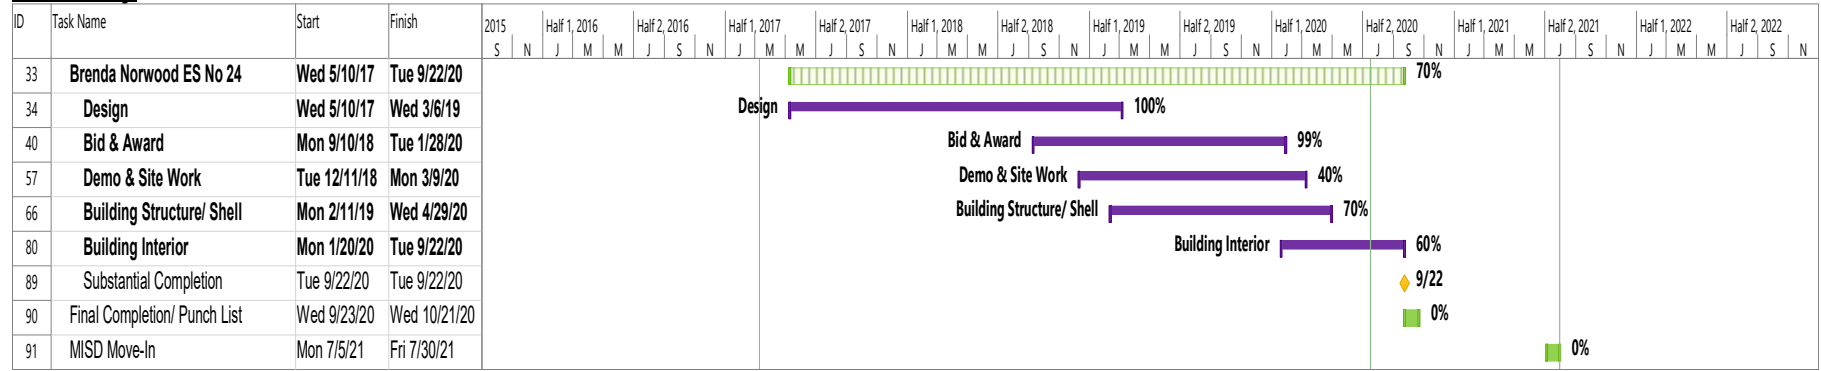 ID Task Name Start Finish 2015 Half 1, 2016 Half 2, 2016 Half 1, 2017 Half 2, 2017 Half 1, 2018 Half 2, 2018 Half 1, 2019 Half 2, 2019 Half 1, 2020 Half 2, 2020 Half 1, 2021 Half 2, 2021 Half 1, 2022 Half 2, 2022
S N J M M J S N J M M J S N J M M J S N J M M J S N J M M J S N J M M J S N J M M J S N
33 Brenda Norwood ES No 24 Wed 5/10/17 Tue 9/22/20 70%
34 Design Wed 5/10/17 Wed 3/6/19 Design 100%
40 Bid & Award Mon 9/10/18 Tue 1/28/20 Bid & Award 99%
57 Demo & Site Work Tue 12/11/18 Mon 3/9/20 Demo & Site Work 40%
66 Building Structure/ Shell Mon 2/11/19 Wed 4/29/20 Building Structure/ Shell 70%
80 Building Interior Mon 1/20/20 Tue 9/22/20 Building Interior 60%
89 Substantial Completion Tue 9/22/20 Tue 9/22/20 9/22
90 Final Completion/ Punch List Wed 9/23/20 Wed 10/21/20 0%
91 MISD Move-In Mon 7/5/21 Fri 7/30/21 0%